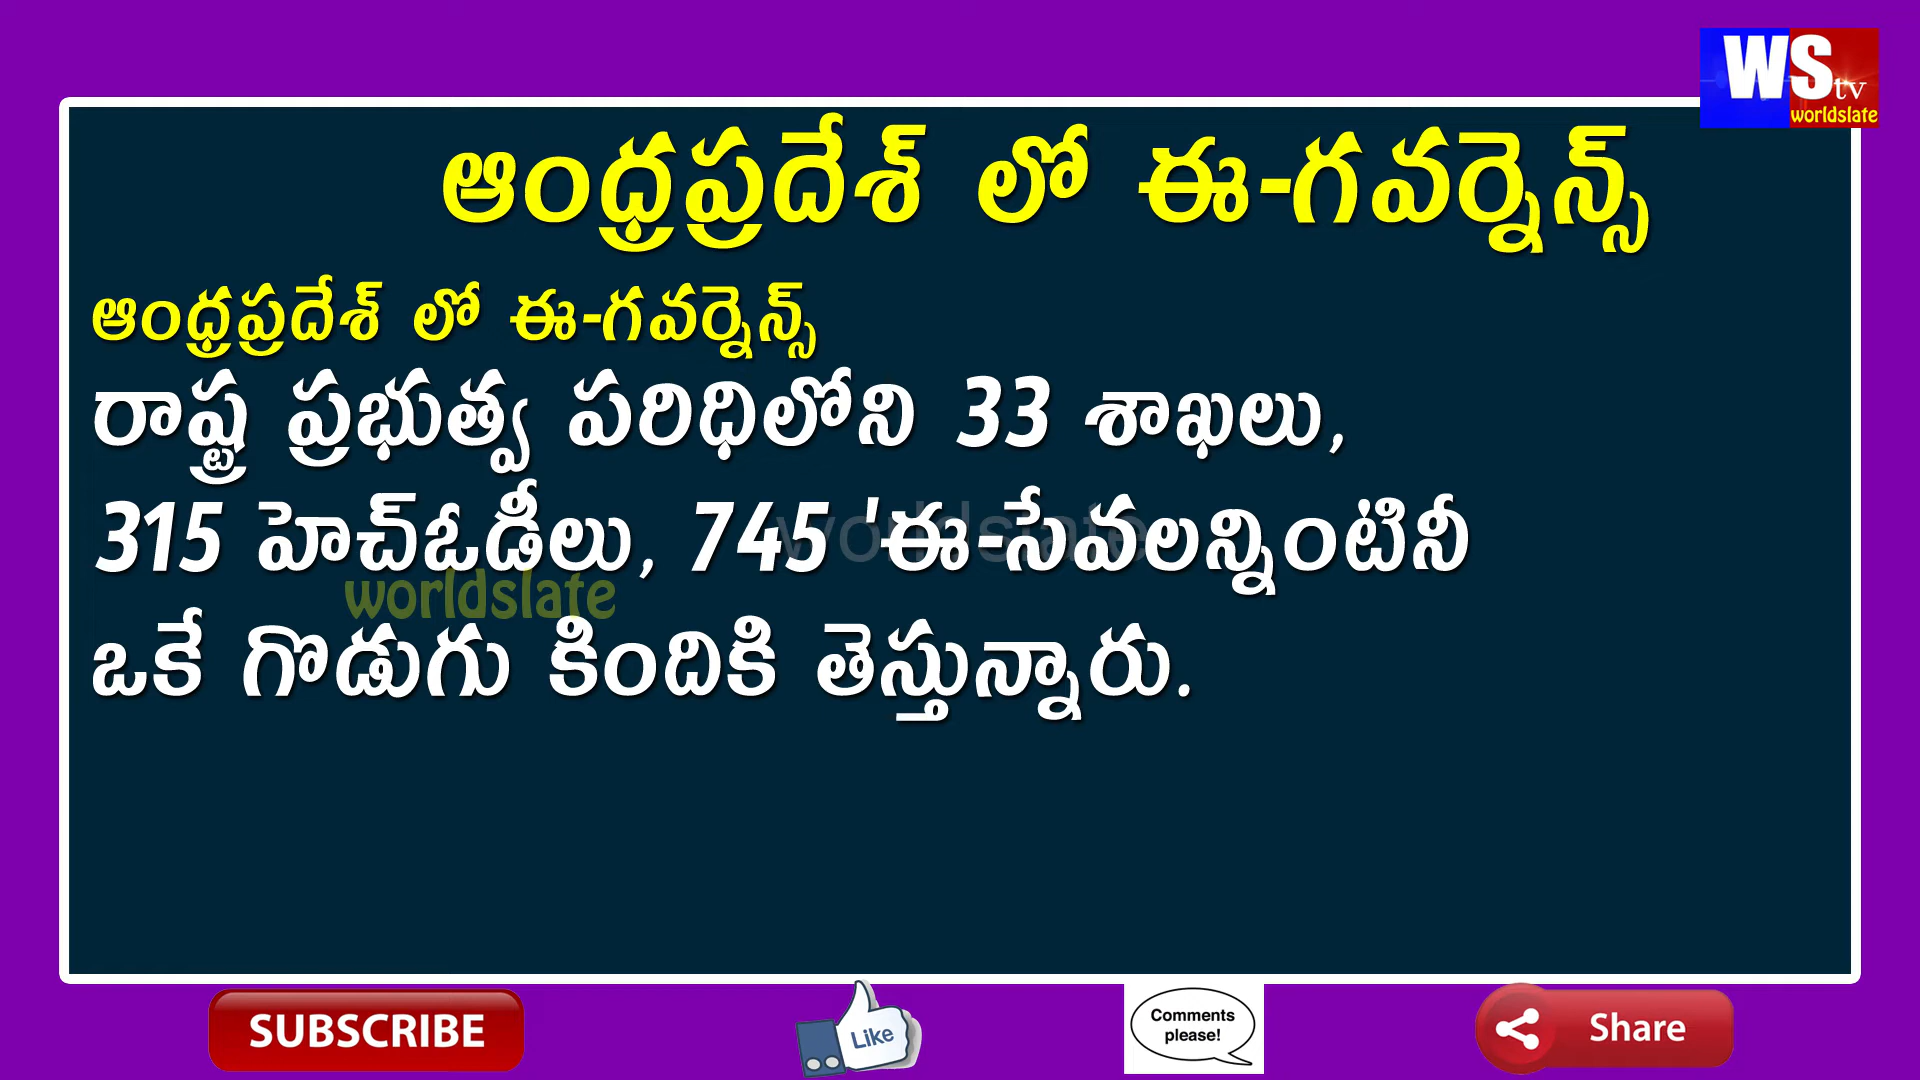 WS tv
worldslate
ఆంధ్రప్రదేశ్ లో ఈ-గవర్నెన్స్
ఆంధ్రప్రదేశ్ లో ఈ-గవర్నెన్స్
రాష్ట్ర ప్రభుత్వ పరిధిలోని 33 శాఖలు,
315 హెచ్ఓడీలు, 745 'ఈ-సేవలన్నింటినీ
worldslate
worldslate
ఒకే గొడుగు కిందికి తెస్తున్నారు.
SUBSCRIBE
Like
Comments
please!
Share